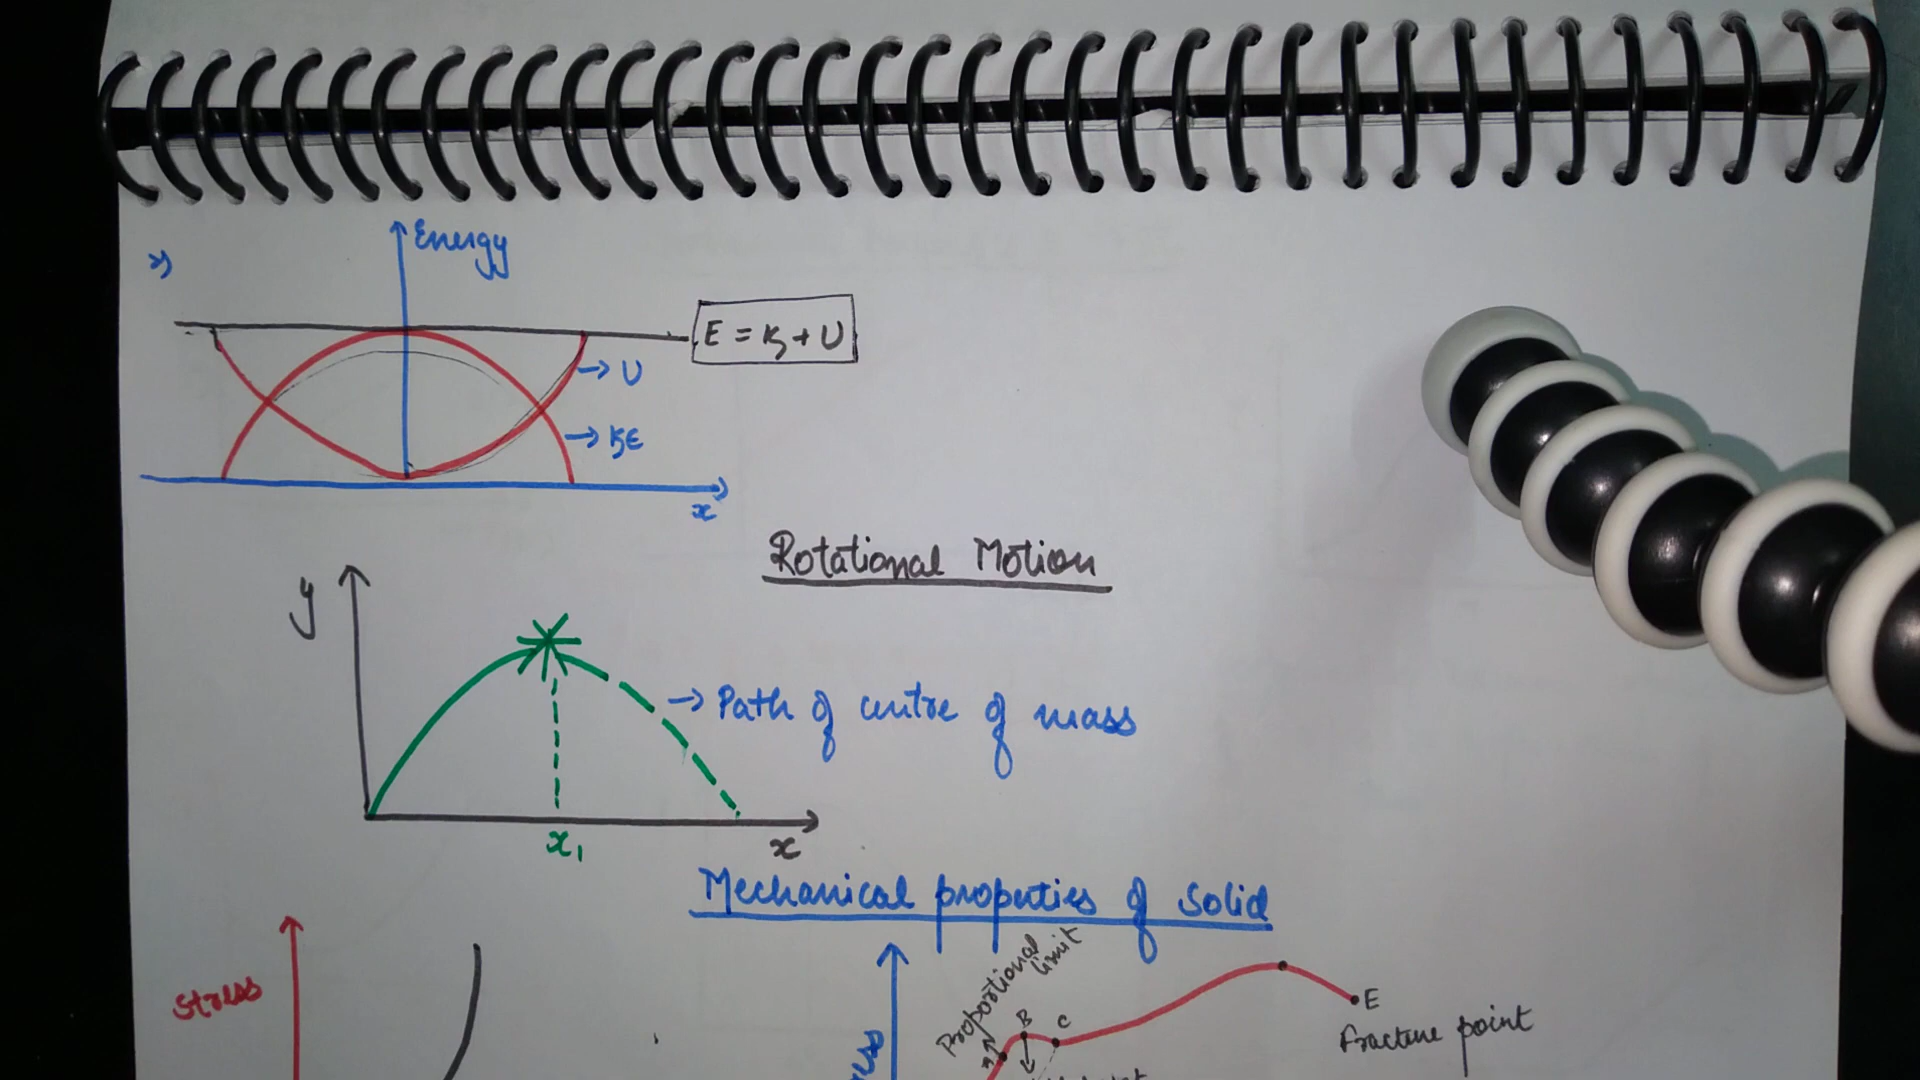 Energy
E = K + U
→ U
→ KE
x
Rotational Motion
y
→ Path of centre of mass
x₁
x
Mechanical properties of Solid
Proportional limit
Stress
B
C
E
Fracture point